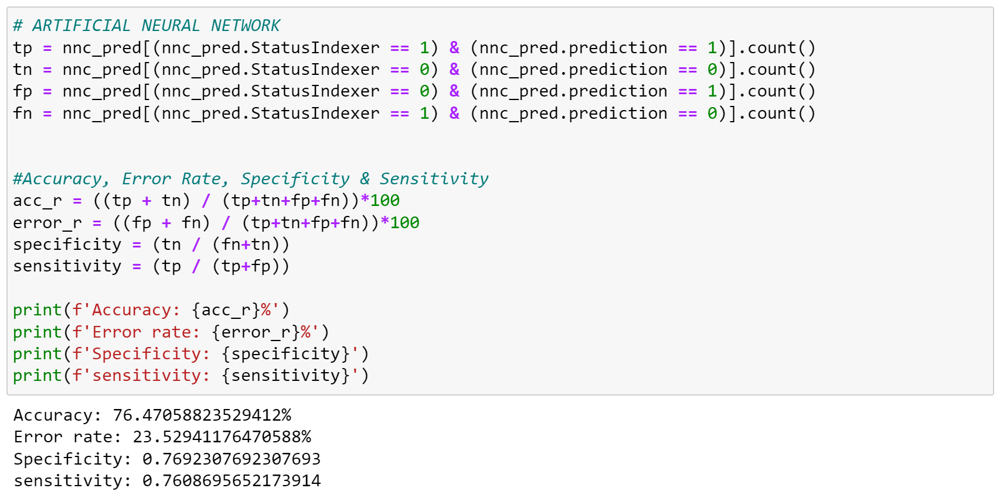 # ARTIFICIAL NEURAL NETWORK
tp = nnc_pred[(nnc_pred.StatusIndexer == 1) & (nnc_pred.prediction == 1)].count()
tn = nnc_pred[(nnc_pred.StatusIndexer == 0) & (nnc_pred.prediction == 0)].count()
fp = nnc_pred[(nnc_pred.StatusIndexer == 0) & (nnc_pred.prediction == 1)].count()
fn = nnc_pred[(nnc_pred.StatusIndexer == 1) & (nnc_pred.prediction == 0)].count()
#Accuracy, Error Rate, Specificity & Sensitivity
acc_r = ((tp + tn) / (tp+tn+fp+fn))*100
error_r = ((fp + fn) / (tp+tn+fp+fn))*100
specificity = (tn / (fn+tn))
sensitivity = (tp / (tp+fp))
print(f'Accuracy: {acc_r}%')
print(f'Error rate: {error_r}%')
print(f'Specificity: {specificity}')
print(f'sensitivity: {sensitivity}')
Accuracy: 76.47058823529412%
Error rate: 23.52941176470588%
Specificity: 0.7692307692307693
sensitivity: 0.7608695652173914